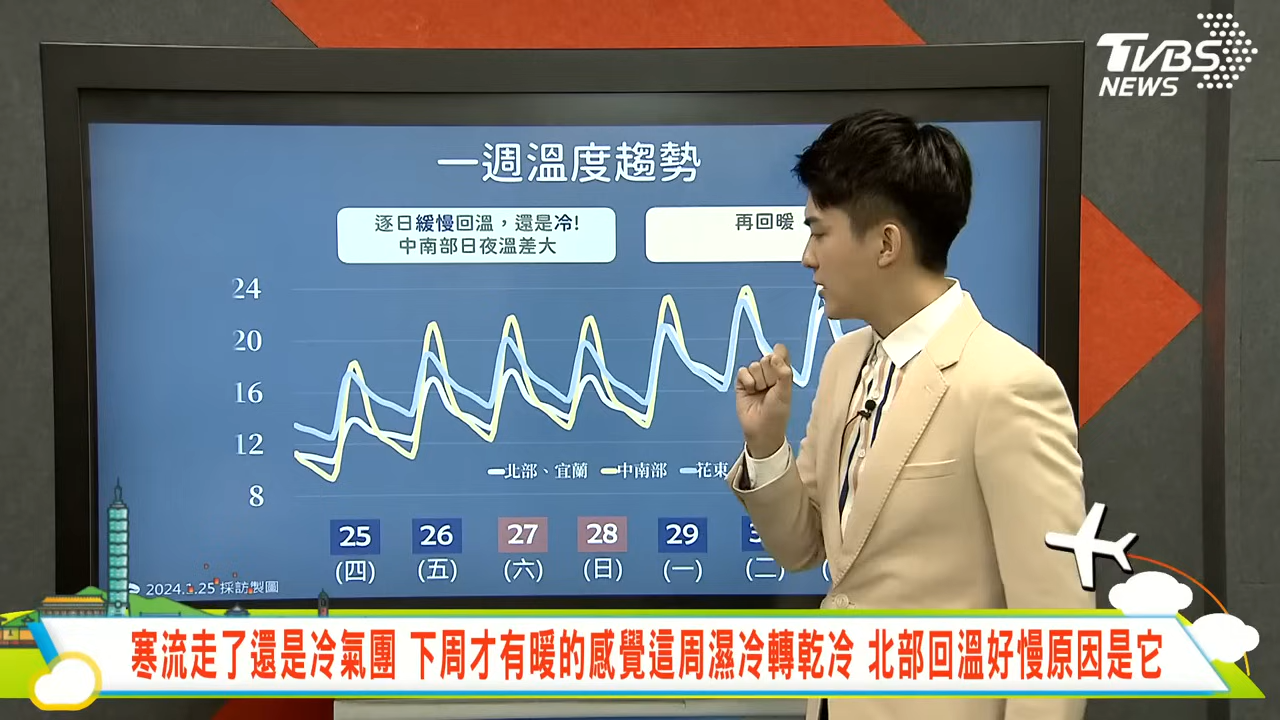 TVBS
NEWS
一週溫度趨勢
逐日緩慢回溫，還是冷!
中南部日夜溫差大
再回暖
24
20
16
12
8
北部、宜蘭 中南部 花東
25 26 27 28 29
(四) (五) (六) (日) (一) (二)
2024.1.25 採訪製圖
寒流走了還是冷氣團 下周才有暖的感覺這周濕冷轉乾冷 北部回溫好慢原因是它